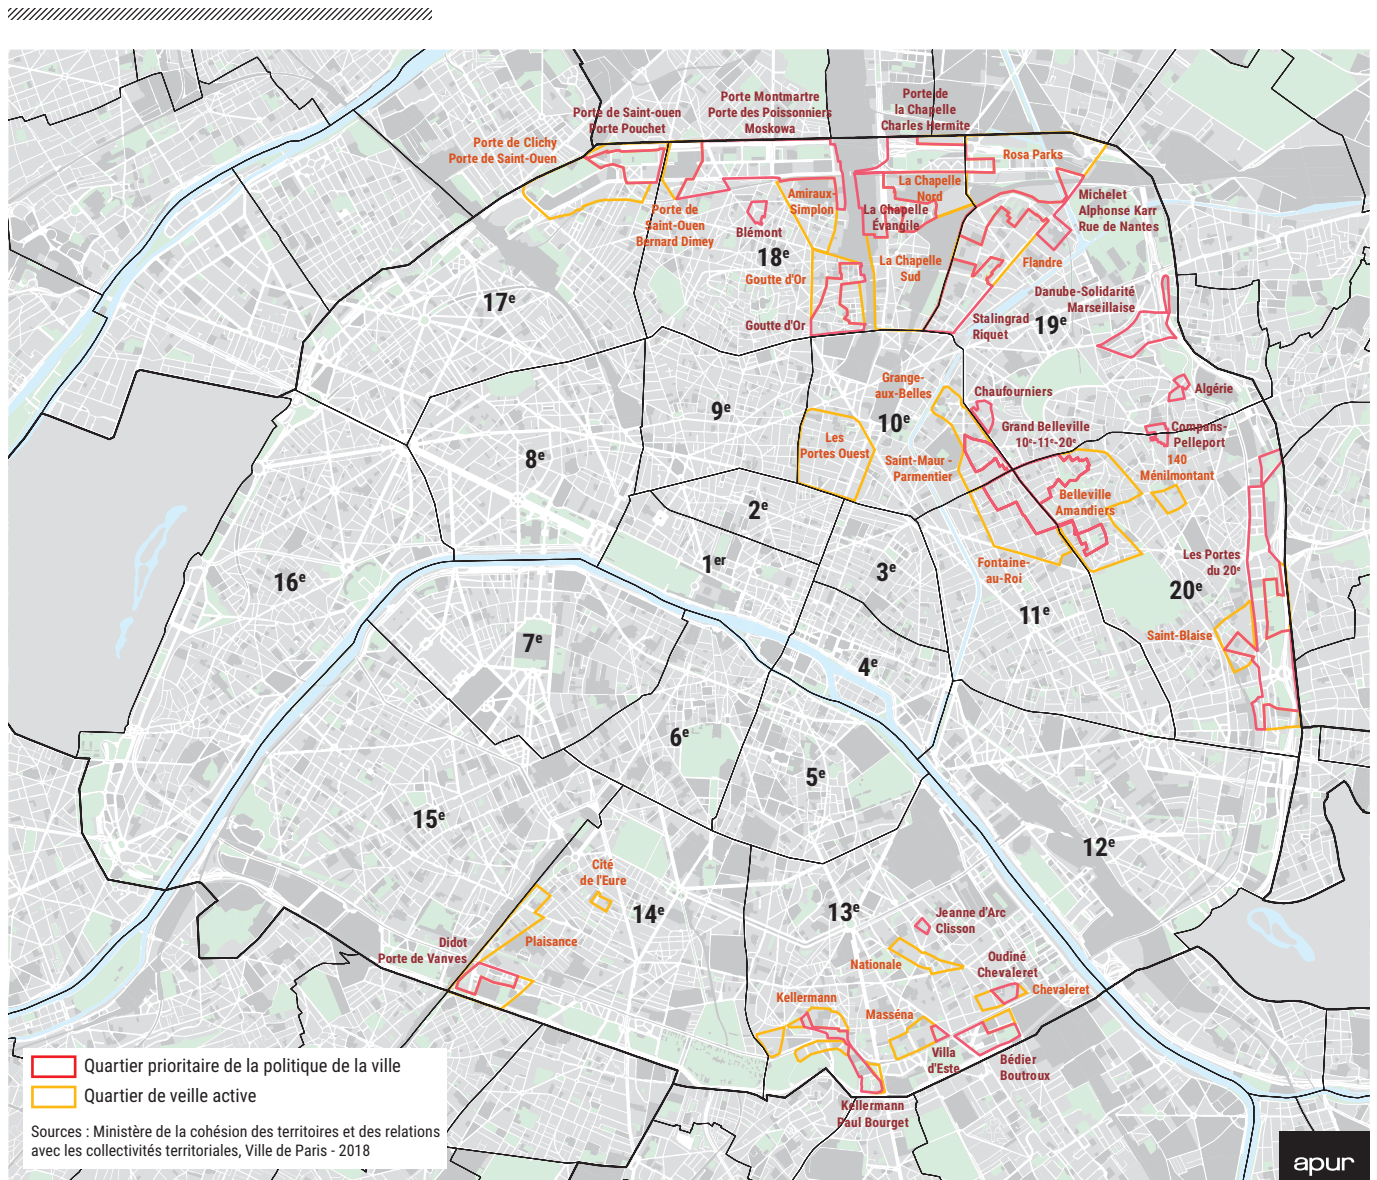 Porte de Saint-ouen
Porte Pouchet
Porte Montmartre
Porte des Poissonniers
Moskowa
Porte de
la Chapelle
Charles Hermite
Porte de Clichy
Porte de Saint-Ouen
Rosa Parks
La Chapelle
Nord
Amiraux-
Simplon
Michelet
Alphonse Karr
Rue de Nantes
Porte de
Saint-Ouen
Bernard Dimey
Blémont
La Chapelle
Évangile
18e
La Chapelle
Sud
Flandre
Goutte d'Or
17e
Danube-Solidarité
Marseillaise
Goutte d'Or
Stalingrad
Riquet
19e
Grange-
aux-Belles
Chaufourniers
Algérie
9e
10e
Grand Belleville
10e-11e-20e
Compans-
Pelleport
Les
Portes Ouest
8e
Saint-Maur -
Parmentier
140
Ménilmontant
Belleville
Amandiers
2e
1er
3e
Fontaine-
au-Roi
Les Portes
du 20e
16e
20e
11e
7e
Saint-Blaise
4e
6e
5e
15e
12e
Cité
de l'Eure
14e
13e
Jeanne d'Arc
Clisson
Didot
Porte de Vanves
Plaisance
Nationale
Oudiné
Chevaleret
Chevaleret
Kellermann
Masséna
Villa
d'Este
Bédier
Boutroux
Kellermann
Paul Bourget
Quartier prioritaire de la politique de la ville
Quartier de veille active
Sources : Ministère de la cohésion des territoires et des relations
avec les collectivités territoriales, Ville de Paris - 2018
apur